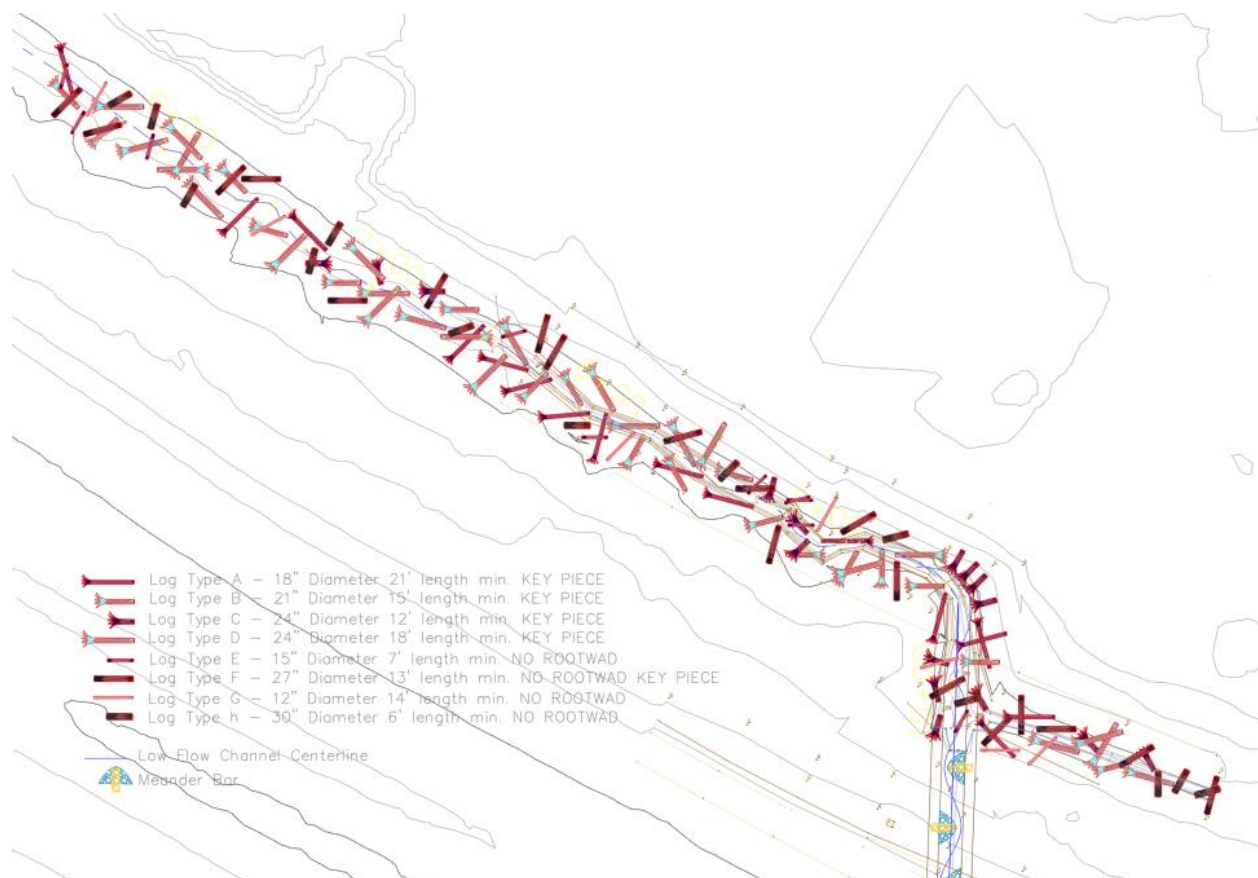 Log Type A - 18" Diameter 21' length min. KEY PIECE
Log Type B - 21" Diameter 15' length min. KEY PIECE
Log Type C - 24" Diameter 12' length min. KEY PIECE
Log Type D - 24" Diameter 18' length min. KEY PIECE
Log Type E - 15" Diameter 7' length min. NO ROOTWAD
Log Type F - 27" Diameter 13' length min. NO ROOTWAD KEY PIECE
Log Type G - 12" Diameter 14' length min. NO ROOTWAD
Log Type h - 30" Diameter 6' length min. NO ROOTWAD
Low Flow Channel Centerline
Meander Bar